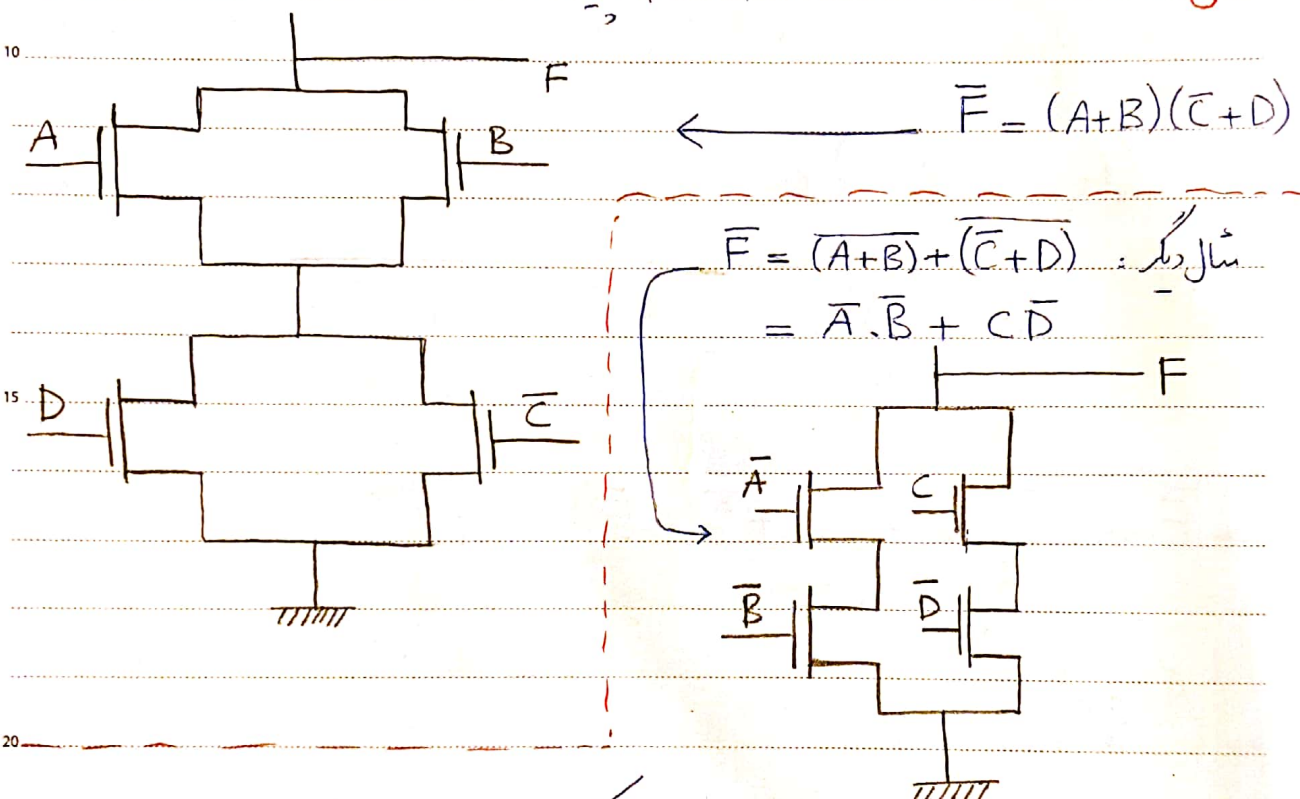 10
F
F̅ = (A+B)(C̅+D)
A
B
مثال دیگر : F̅ = (A+B)̅ + (C̅+D)̅
= A̅.B̅ + CD̅
F
15
D
C̅
A̅
C
B̅
D̅
20